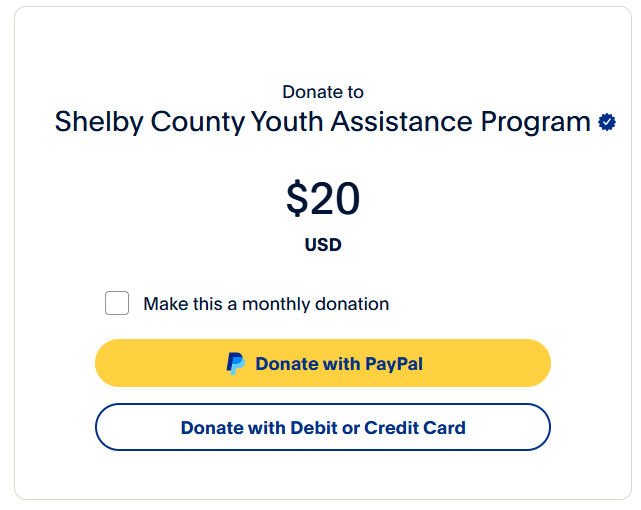 Donate to
Shelby County Youth Assistance Program
$20
USD
Make this a monthly donation
Donate with PayPal
Donate with Debit or Credit Card